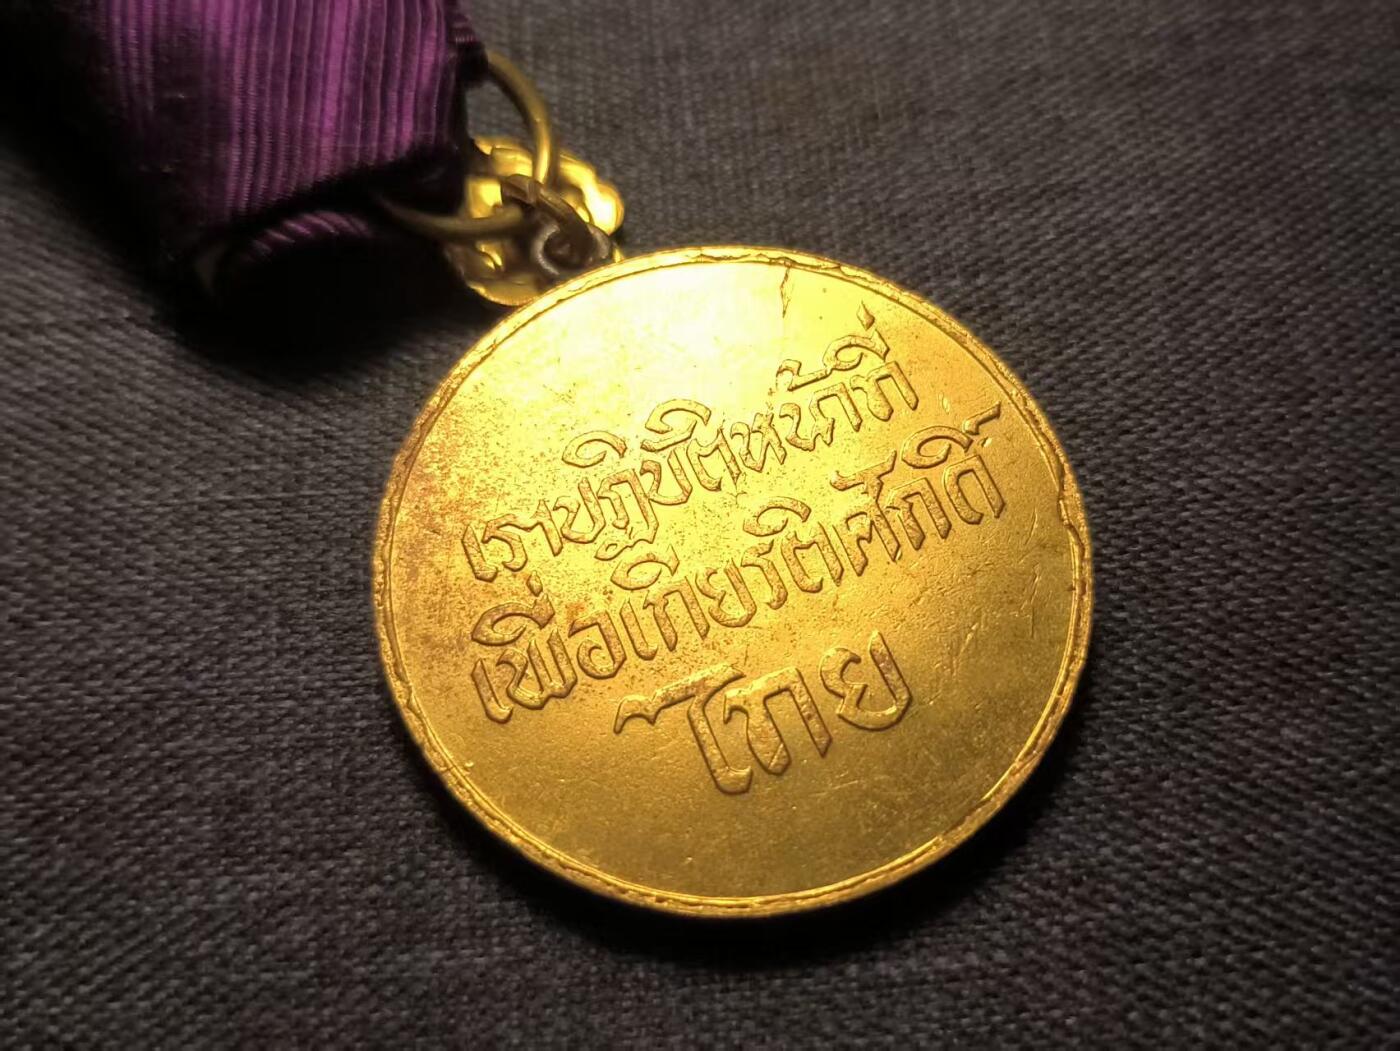 เราปฏิบัติหน้าที่
เพื่อเกียรติศักดิ์
ไทย